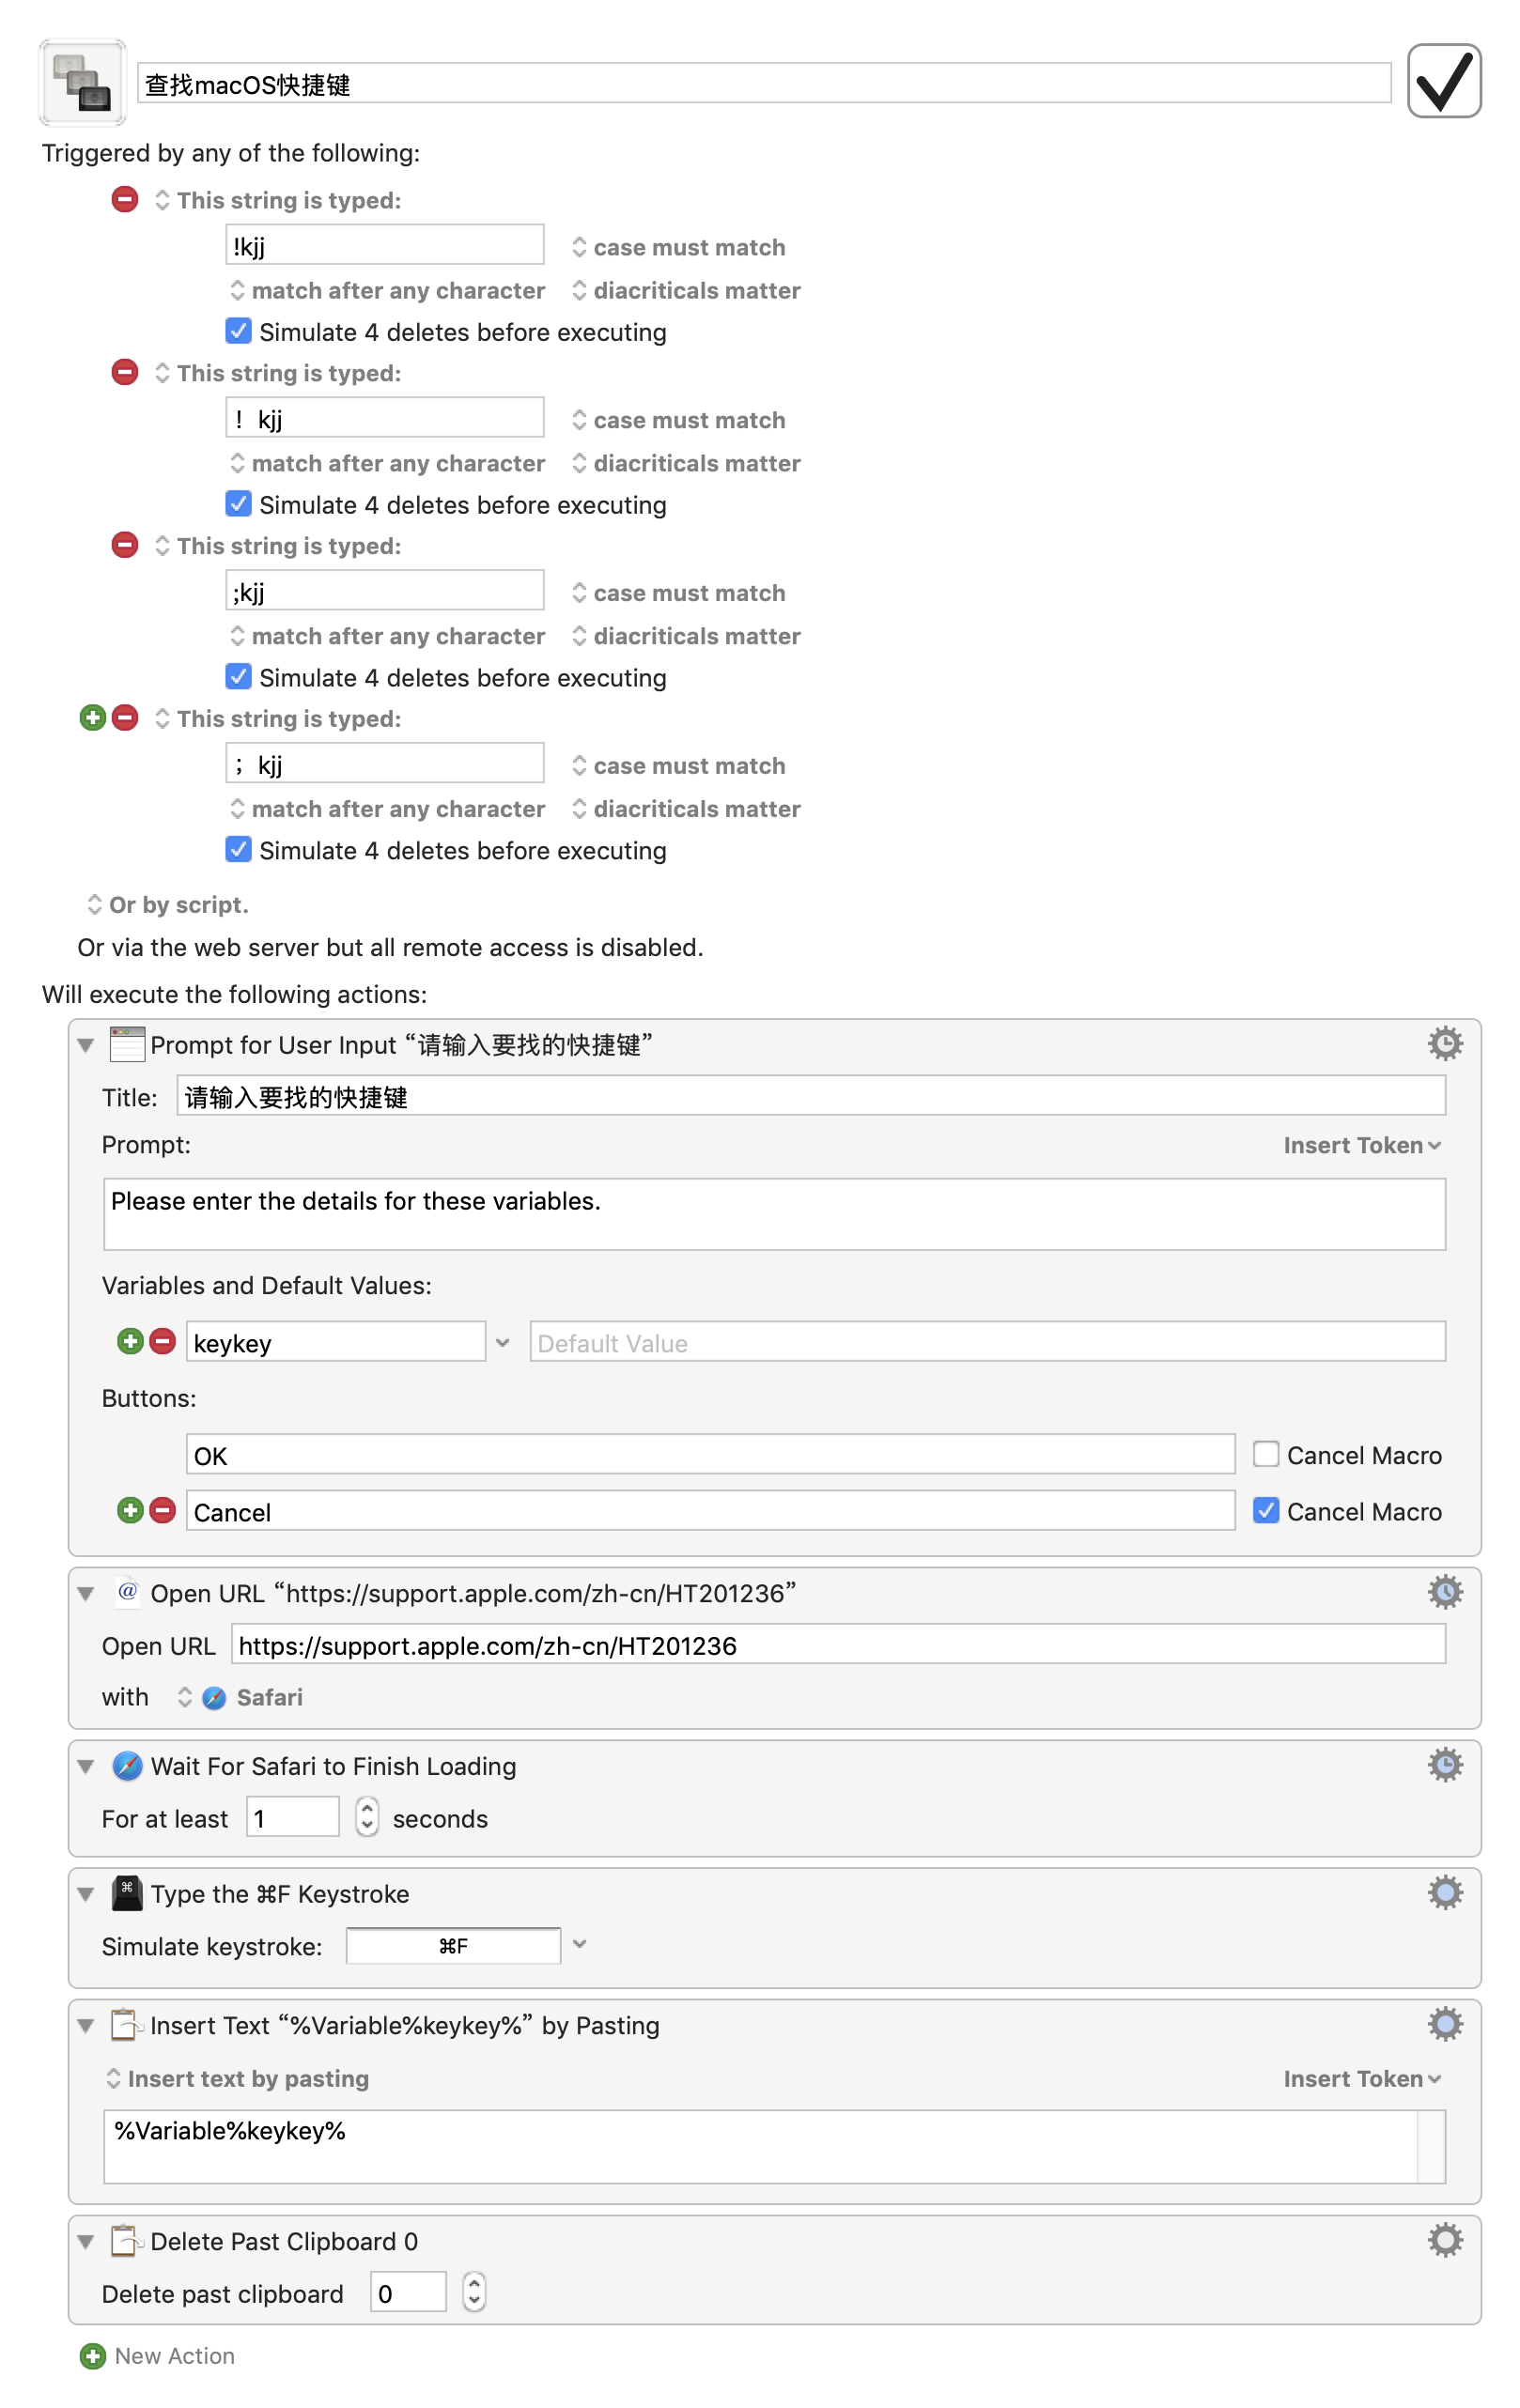 查找macOS快捷键
Triggered by any of the following:
This string is typed:
!kjj
case must match
match after any character
diacriticals matter
Simulate 4 deletes before executing
This string is typed:
！kjj
case must match
match after any character
diacriticals matter
Simulate 4 deletes before executing
This string is typed:
;kjj
case must match
match after any character
diacriticals matter
Simulate 4 deletes before executing
This string is typed:
；kjj
case must match
match after any character
diacriticals matter
Simulate 4 deletes before executing
Or by script.
Or via the web server but all remote access is disabled.
Will execute the following actions:
Prompt for User Input “请输入要找的快捷键”
Title: 请输入要找的快捷键
Prompt: Insert Token
Please enter the details for these variables.
Variables and Default Values:
keykey Default Value
Buttons:
OK Cancel Macro
Cancel Cancel Macro
Open URL “https://support.apple.com/zh-cn/HT201236”
Open URL https://support.apple.com/zh-cn/HT201236
with Safari
Wait For Safari to Finish Loading
For at least 1 seconds
Type the ⌘F Keystroke
Simulate keystroke: ⌘F
Insert Text “%Variable%keykey%” by Pasting
Insert text by pasting Insert Token
%Variable%keykey%
Delete Past Clipboard 0
Delete past clipboard 0
New Action